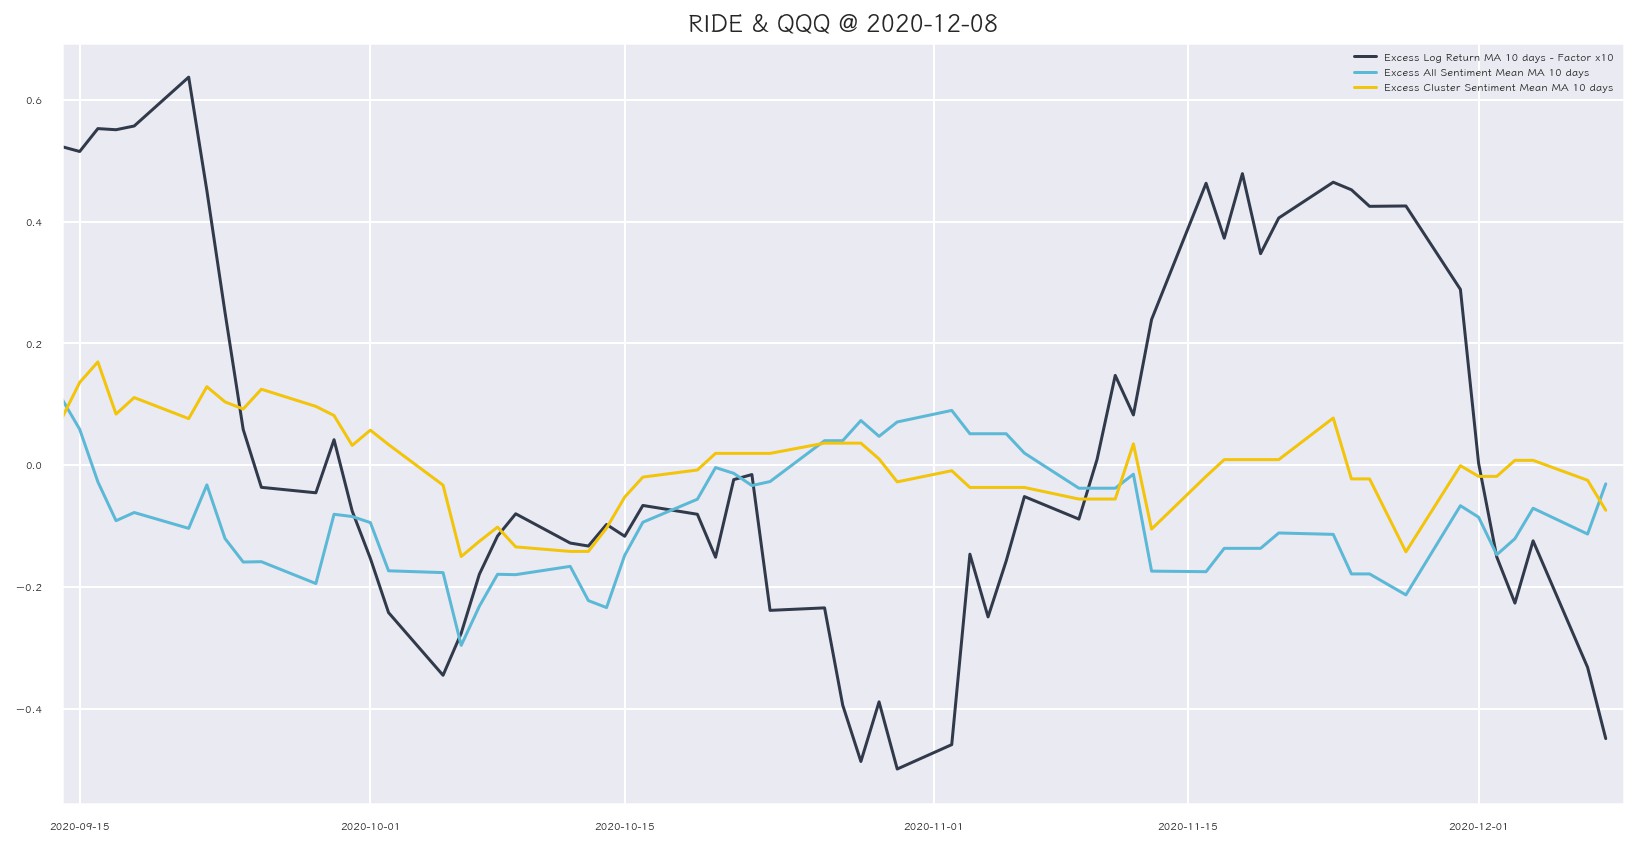 RIDE & QQQ @ 2020-12-08
Excess Log Return MA 10 days - Factor x10
Excess All Sentiment Mean MA 10 days
Excess Cluster Sentiment Mean MA 10 days
0.6
0.4
0.2
0.0
−0.2
−0.4
2020-09-15 2020-10-01 2020-10-15 2020-11-01 2020-11-15 2020-12-01